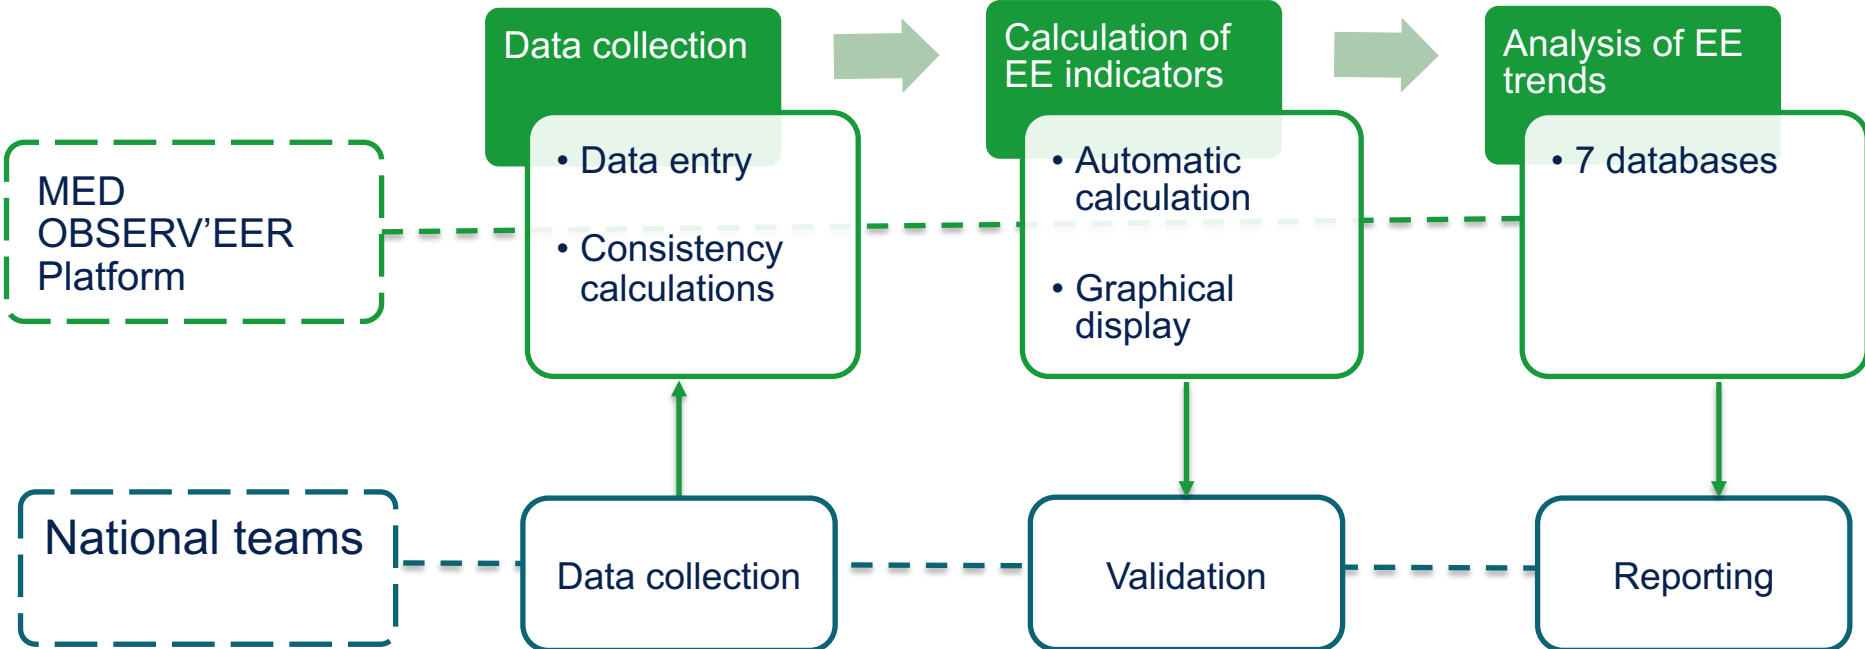 Data collection
Calculation of
EE indicators
Analysis of EE
trends
MED
OBSERV’EER
Platform
• Data entry
• Consistency
calculations
• Automatic
calculation
• Graphical
display
• 7 databases
National teams
Data collection
Validation
Reporting